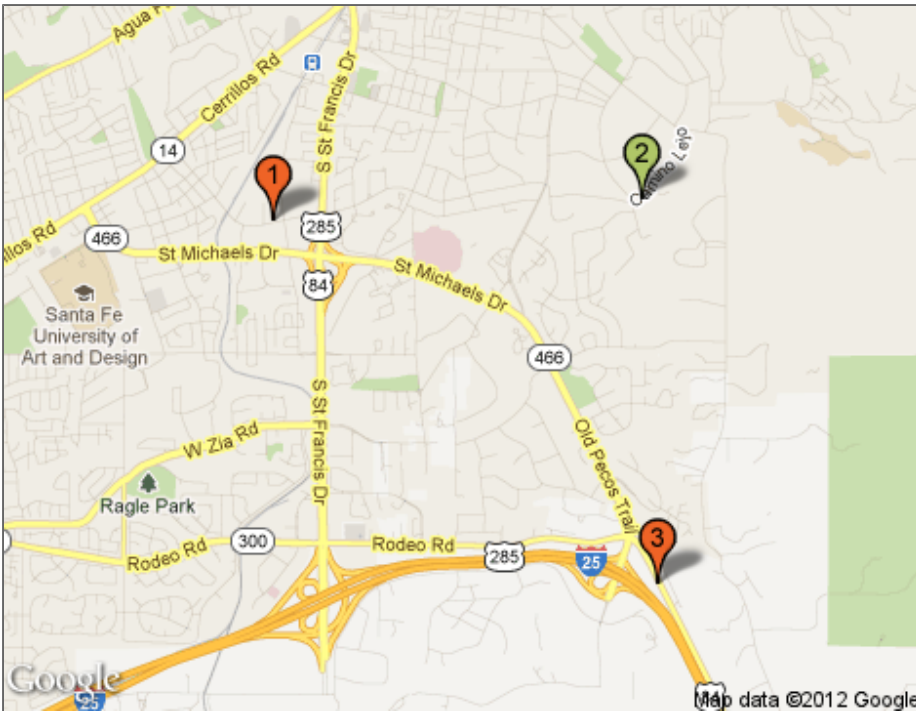 Agua F
Cerrillos Rd
S St Francis Dr
14
1
2
Camino Lejo
285
466
St Michaels Dr
Cerrillos Rd
84
St Michaels Dr
Santa Fe
University of
Art and Design
466
S St Francis Dr
W Zia Rd
Old Pecos Trail
Ragle Park
Rodeo Rd
300
Rodeo Rd
285
25
3
Google
25
Map data ©2012 Google